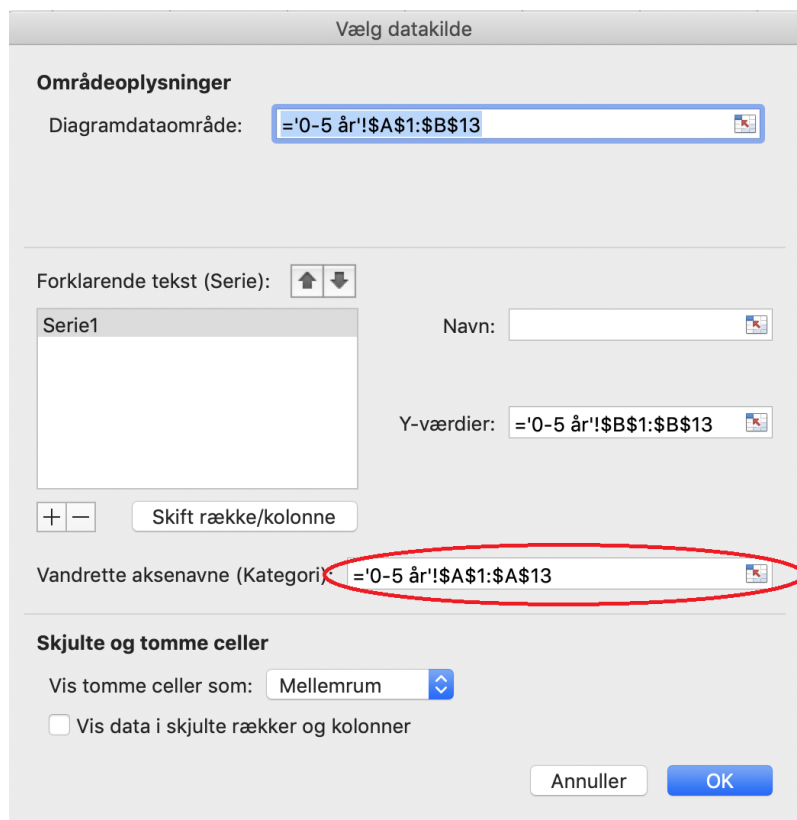 Vælg datakilde
Områdeoplysninger
Diagramdataområde: ='0-5 år'!$A$1:$B$13
Forklarende tekst (Serie):
Serie1
Navn:
Y-værdier: ='0-5 år'!$B$1:$B$13
Skift række/kolonne
Vandrette aksenavne (Kategori): ='0-5 år'!$A$1:$A$13
Skjulte og tomme celler
Vis tomme celler som: Mellemrum
Vis data i skjulte rækker og kolonner
Annuller OK